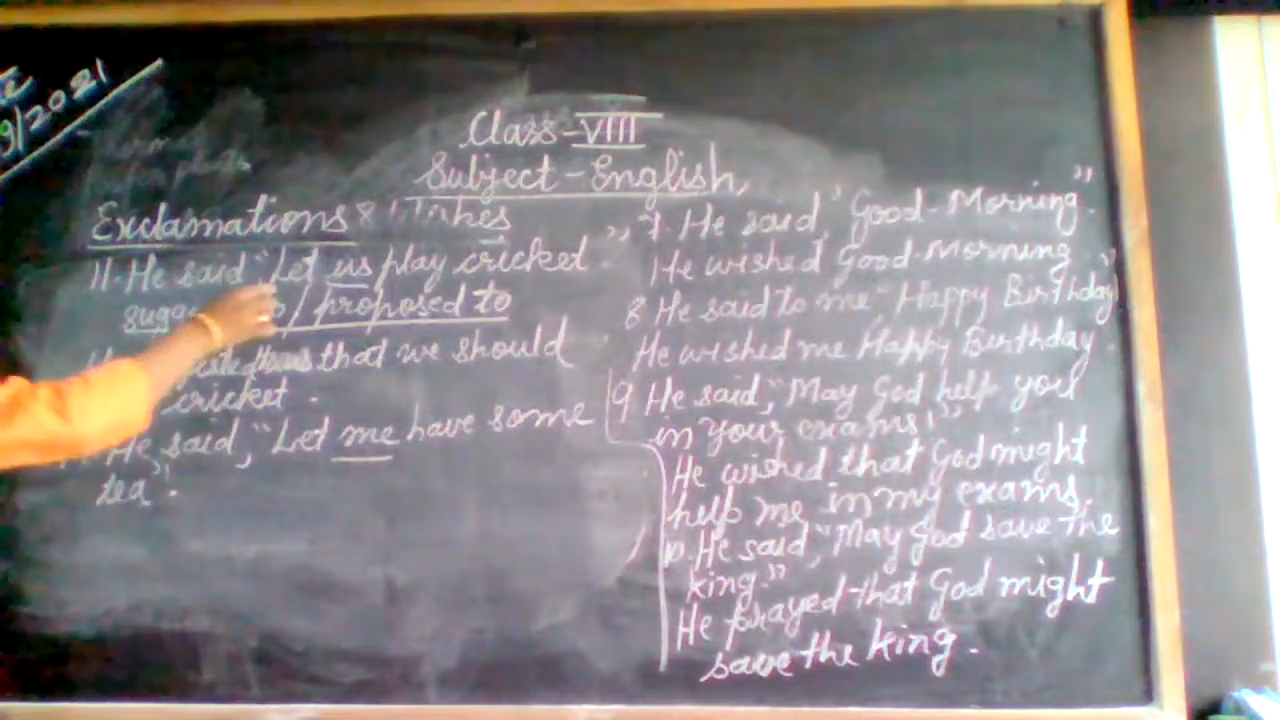 9/2021
Class-VIII
Subject-English
Exclamations & Wishes
11. He said "Let us play cricket."
/ proposed to
that we should
cricket.
He said, "Let me have some
tea".
7. He said, "Good-Morning."
He wished Good-Morning
8 He said to me "Happy Birthday"
He wished me Happy Birthday.
9 He said, "May God help you
in your exams!"
He wished that God might
help me in my exams.
10. He said, "May God save the
king."
He prayed that God might
save the king.